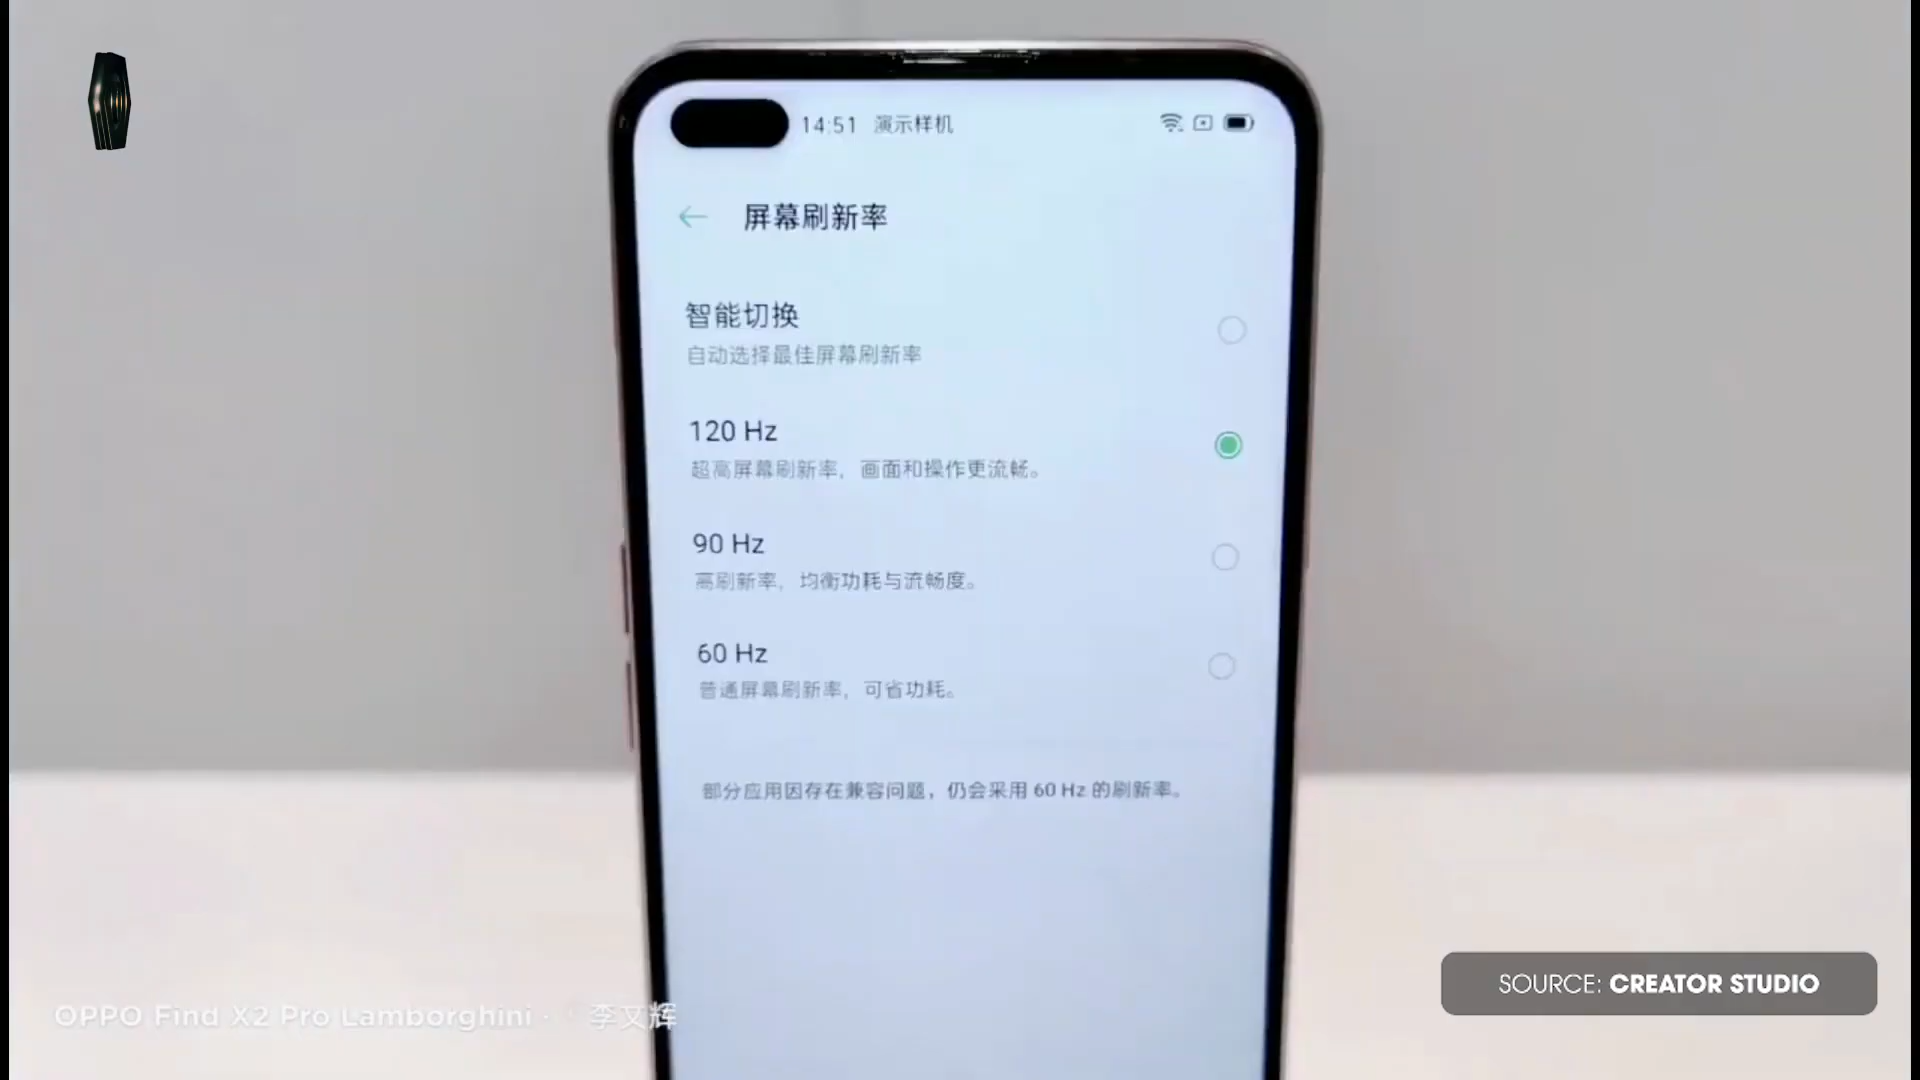 14:51 演示样机
屏幕刷新率
智能切换
自动选择最佳屏幕刷新率
120 Hz
超高屏幕刷新率，画面和操作更流畅。
90 Hz
高刷新率，均衡功耗与流畅度。
60 Hz
普通屏幕刷新率，可省功耗。
部分应用因存在兼容问题，仍会采用 60 Hz 的刷新率。
SOURCE: CREATOR STUDIO
OPPO Find X2 Pro Lamborghini · 李文辉